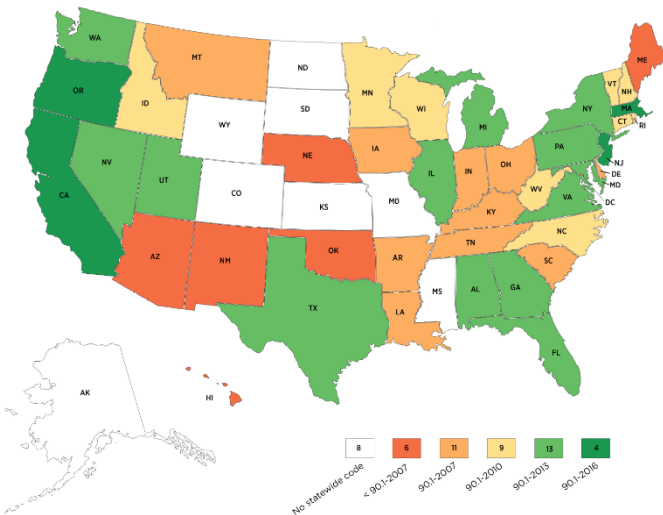 WA
ME
MT
ND
VT
OR
MN
NH
ID
SD
WI
NY
MA
WY
MI
CT
RI
NE
IA
PA
NV
IL
IN
OH
NJ
UT
DE
CO
WV
MD
CA
KS
MO
VA
DC
KY
NC
TN
AZ
NM
OK
AR
SC
MS
AL
GA
TX
LA
FL
AK
HI
8
6
11
9
13
4
No statewide code
< 90.1-2007
90.1-2007
90.1-2010
90.1-2013
90.1-2016